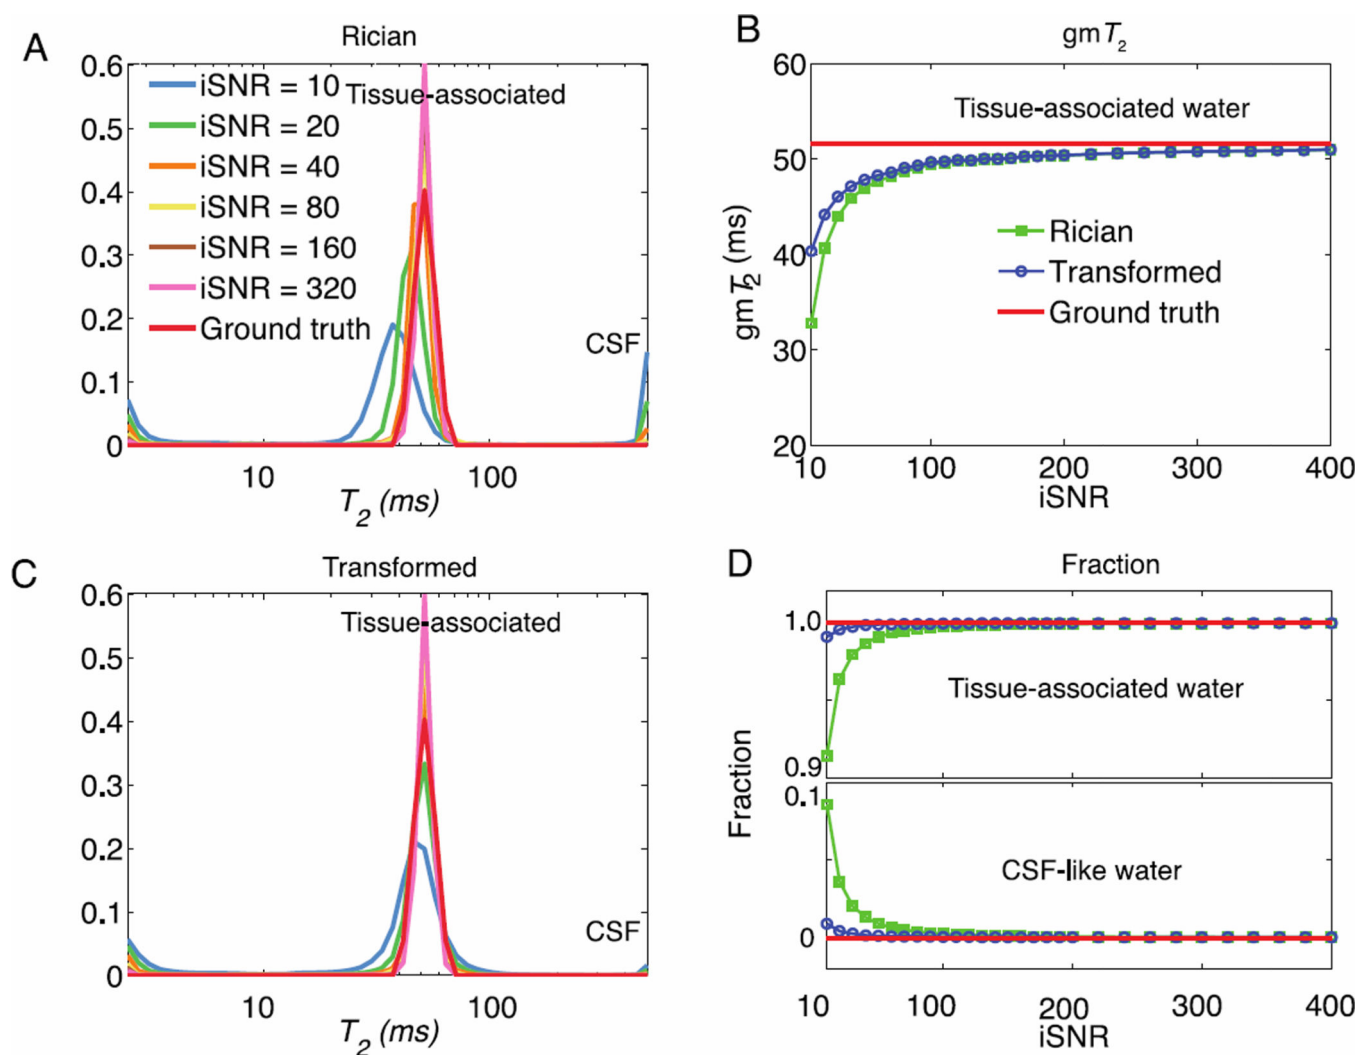 A
Rician
0.6
0.5
0.4
0.3
0.2
0.1
0
iSNR = 10
iSNR = 20
iSNR = 40
iSNR = 80
iSNR = 160
iSNR = 320
Ground truth
Tissue-associated
CSF
10
100
T2 (ms)
B
gmT2
60
50
40
30
20
gmT2 (ms)
Tissue-associated water
Rician
Transformed
Ground truth
10
100
200
300
400
iSNR
C
Transformed
0.6
0.5
0.4
0.3
0.2
0.1
0
Tissue-associated
CSF
10
100
T2 (ms)
D
Fraction
1.0
0.9
Tissue-associated water
Fraction
0.1
0
CSF-like water
10
100
200
300
400
iSNR